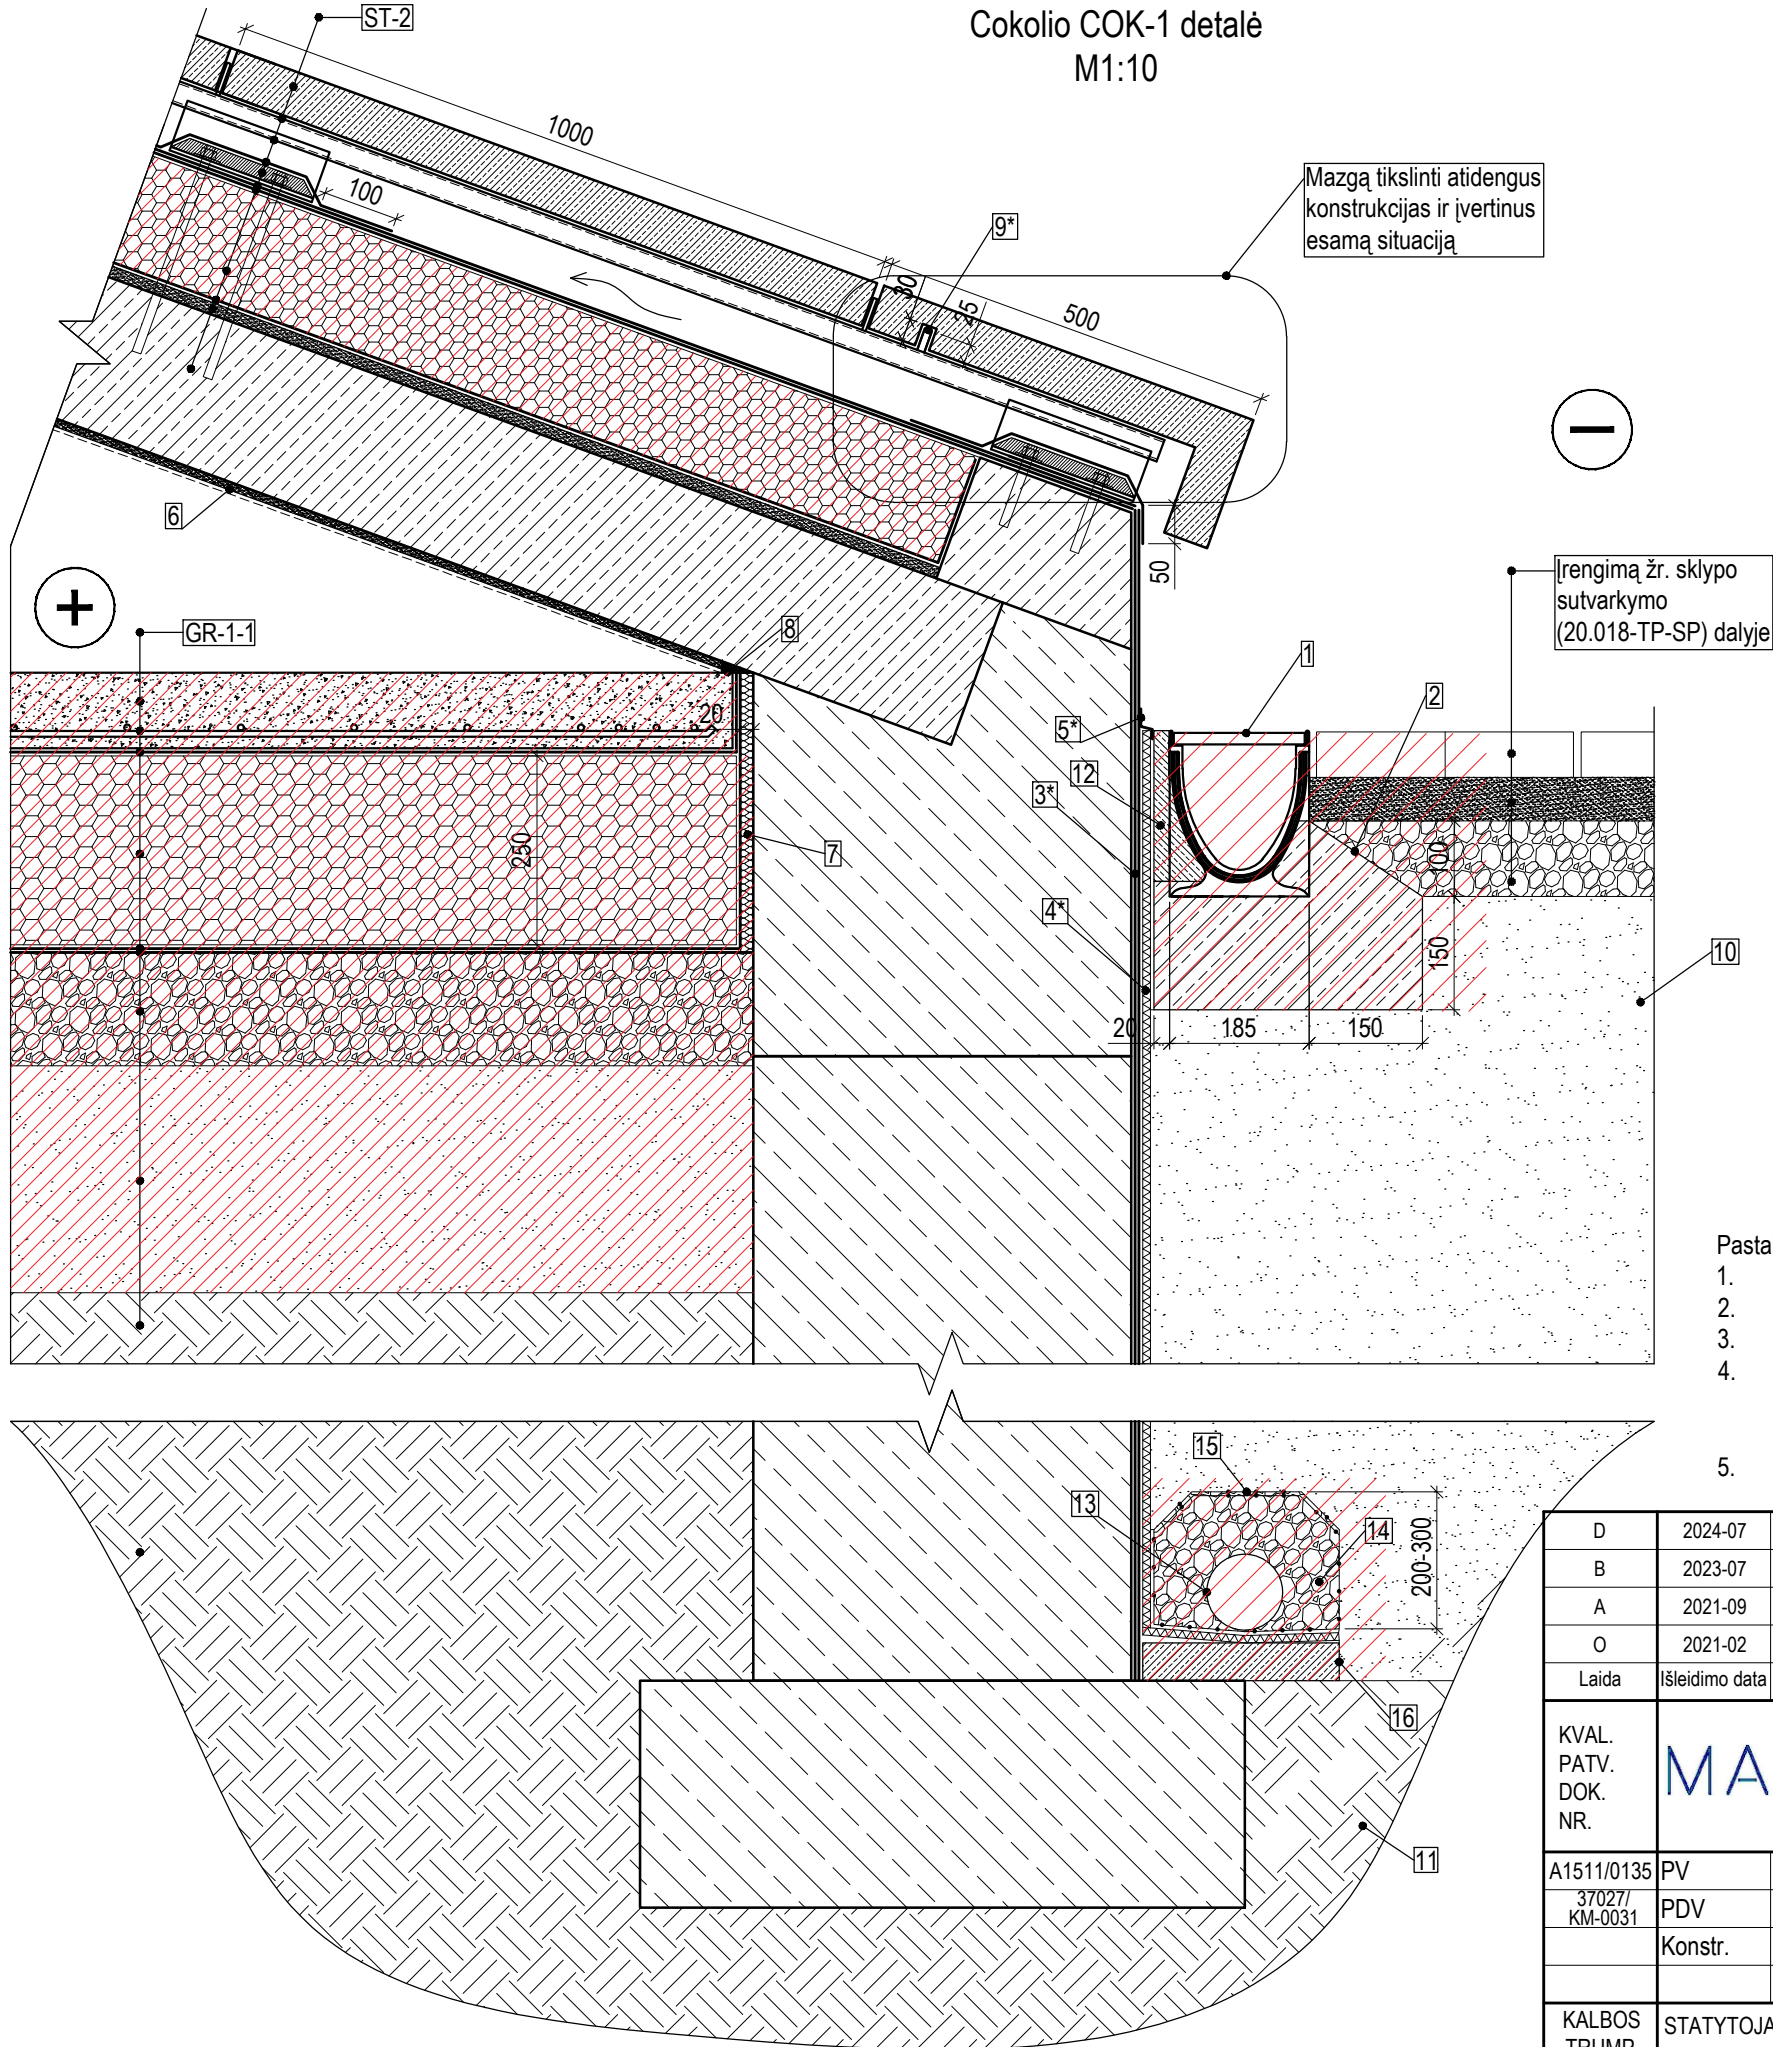 Cokolio COK-1 detalė
M1:10
ST-2
1000
100
Mazgą tikslinti atidengus
konstrukcijas ir įvertinus
esamą situaciją
9*
30
25
500
6
50
Įrengimą žr. sklypo
sutvarkymo
(20.018-TP-SP) dalyje
GR-1-1
8
1
2
20
5*
12
3*
250
7
100
4*
150
10
20
185
150
Pasta
1.
2.
3.
4.
5.
15
13
14
200-300
16
11
D 2024-07
B 2023-07
A 2021-09
O 2021-02
Laida Išleidimo data
KVAL.
PATV.
DOK.
NR.
MA
A1511/0135 PV
37027/
KM-0031 PDV
Konstr.
KALBOS STATYTOJA